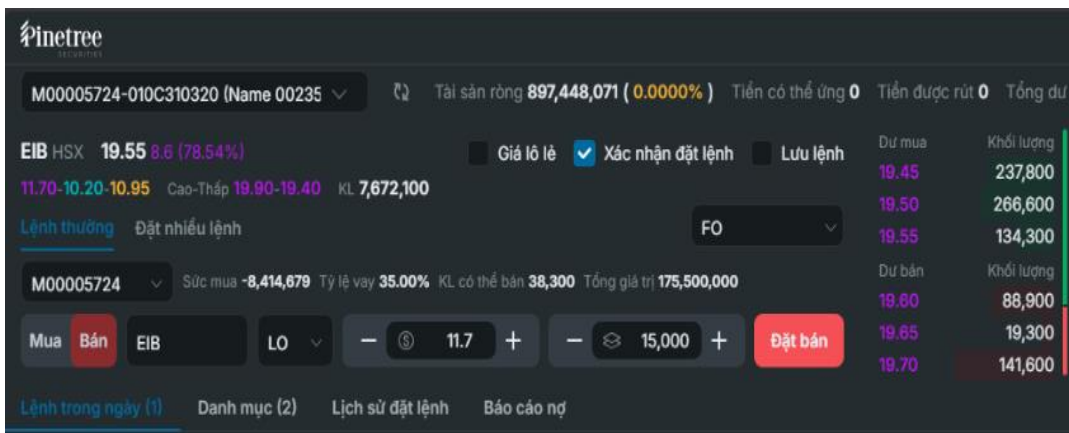 Pinetree
SECURITIES
M00005724-010C310320 (Name 00235
Tài sản ròng 897,448,071 ( 0.0000% ) Tiền có thể ứng 0 Tiền được rút 0 Tổng dư
EIB HSX 19.55 8.6 (78.54%)
Giá lô lẻ Xác nhận đặt lệnh Lưu lệnh
11.70-10.20-10.95 Cao-Thấp 19.90-19.40 KL 7,672,100
Lệnh thường Đặt nhiều lệnh
FO
M00005724 Sức mua -8,414,679 Tỷ lệ vay 35.00% KL có thể bán 38,300 Tổng giá trị 175,500,000
Mua Bán EIB LO − 11.7 + − 15,000 + Đặt bán
Dư mua Khối lượng
19.45 237,800
19.50 266,600
19.55 134,300
Dư bán Khối lượng
19.60 88,900
19.65 19,300
19.70 141,600
Lệnh trong ngày (1) Danh mục (2) Lịch sử đặt lệnh Báo cáo nợ